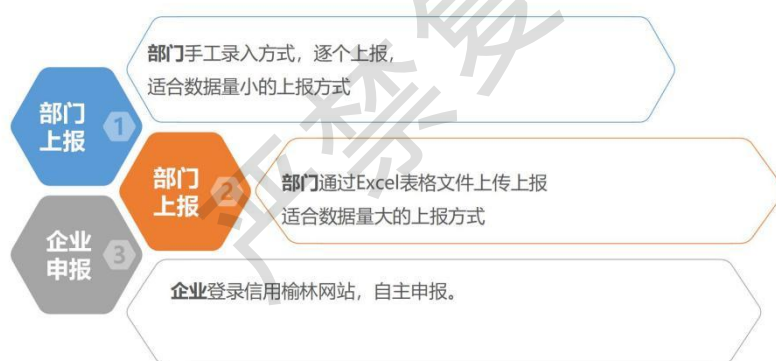 部门手工录入方式，逐个上报，
适合数据量小的上报方式
部门
上报
1
部门
上报
2
部门通过Excel表格文件上传上报
适合数据量大的上报方式
企业
申报
3
企业登录信用榆林网站，自主申报。
严禁复